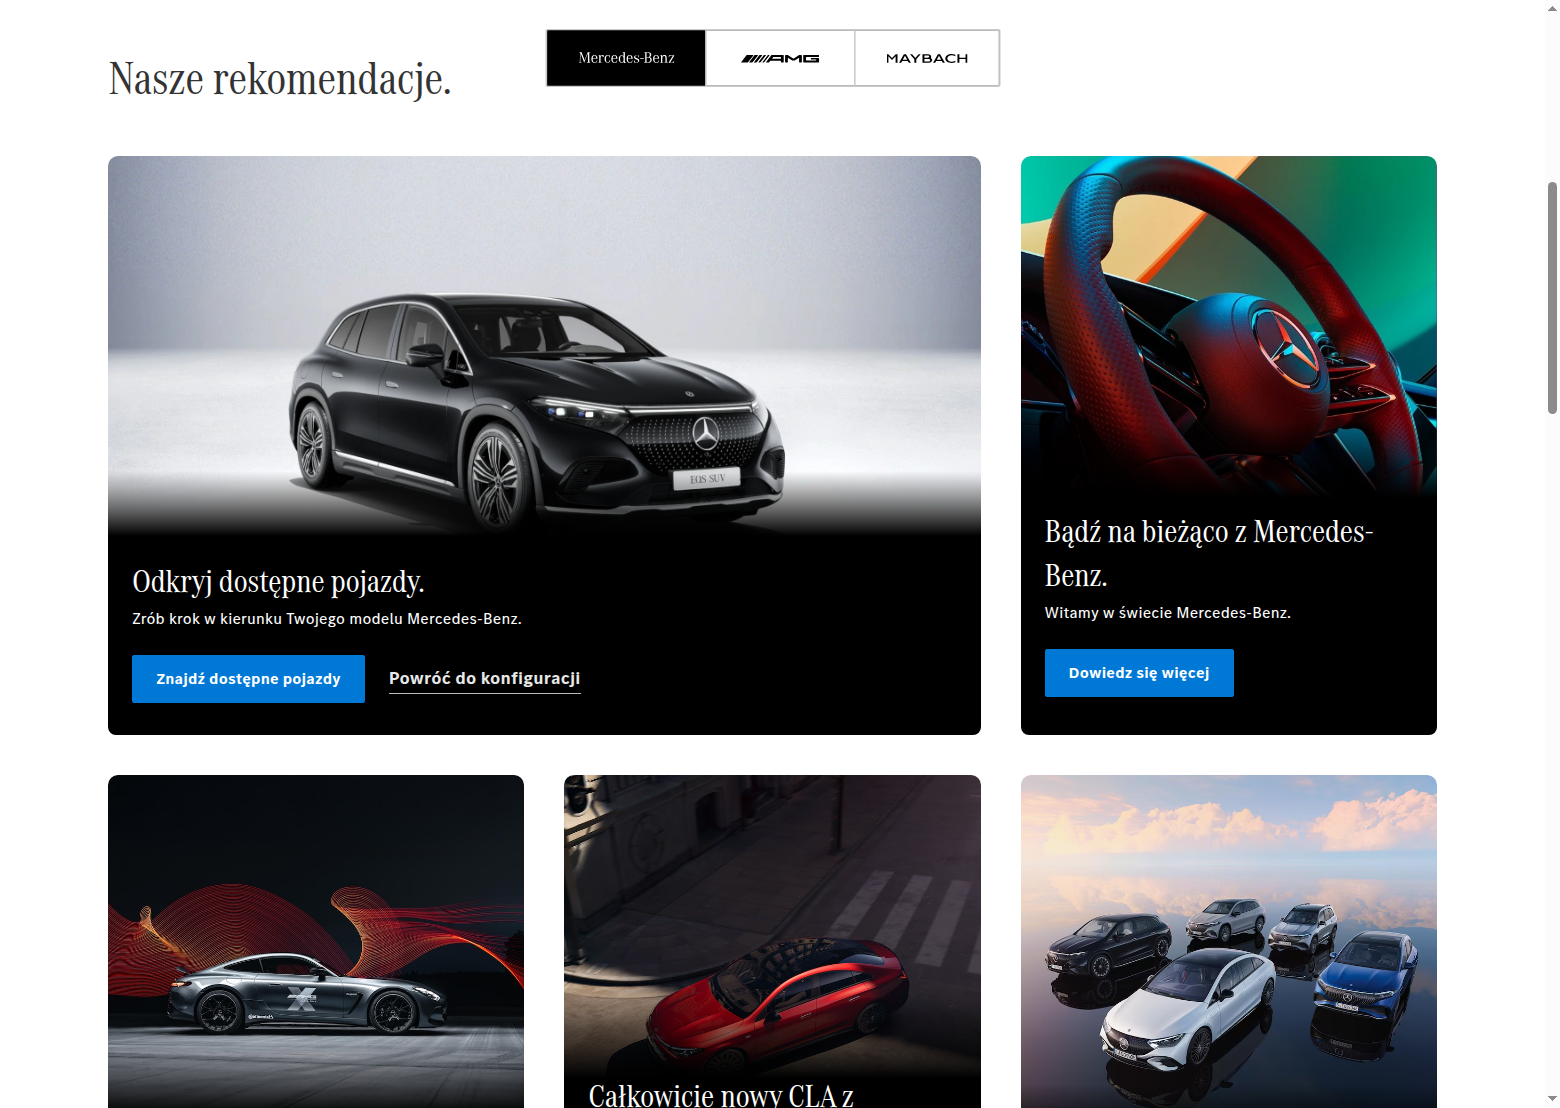 Nasze rekomendacje.
Mercedes-Benz
AMG
MAYBACH
EQS SUV
Odkryj dostępne pojazdy.
Zrób krok w kierunku Twojego modelu Mercedes-Benz.
Znajdź dostępne pojazdy
Powróć do konfiguracji
Bądź na bieżąco z Mercedes-
Benz.
Witamy w świecie Mercedes-Benz.
Dowiedz się więcej
Całkowicie nowy CLA z